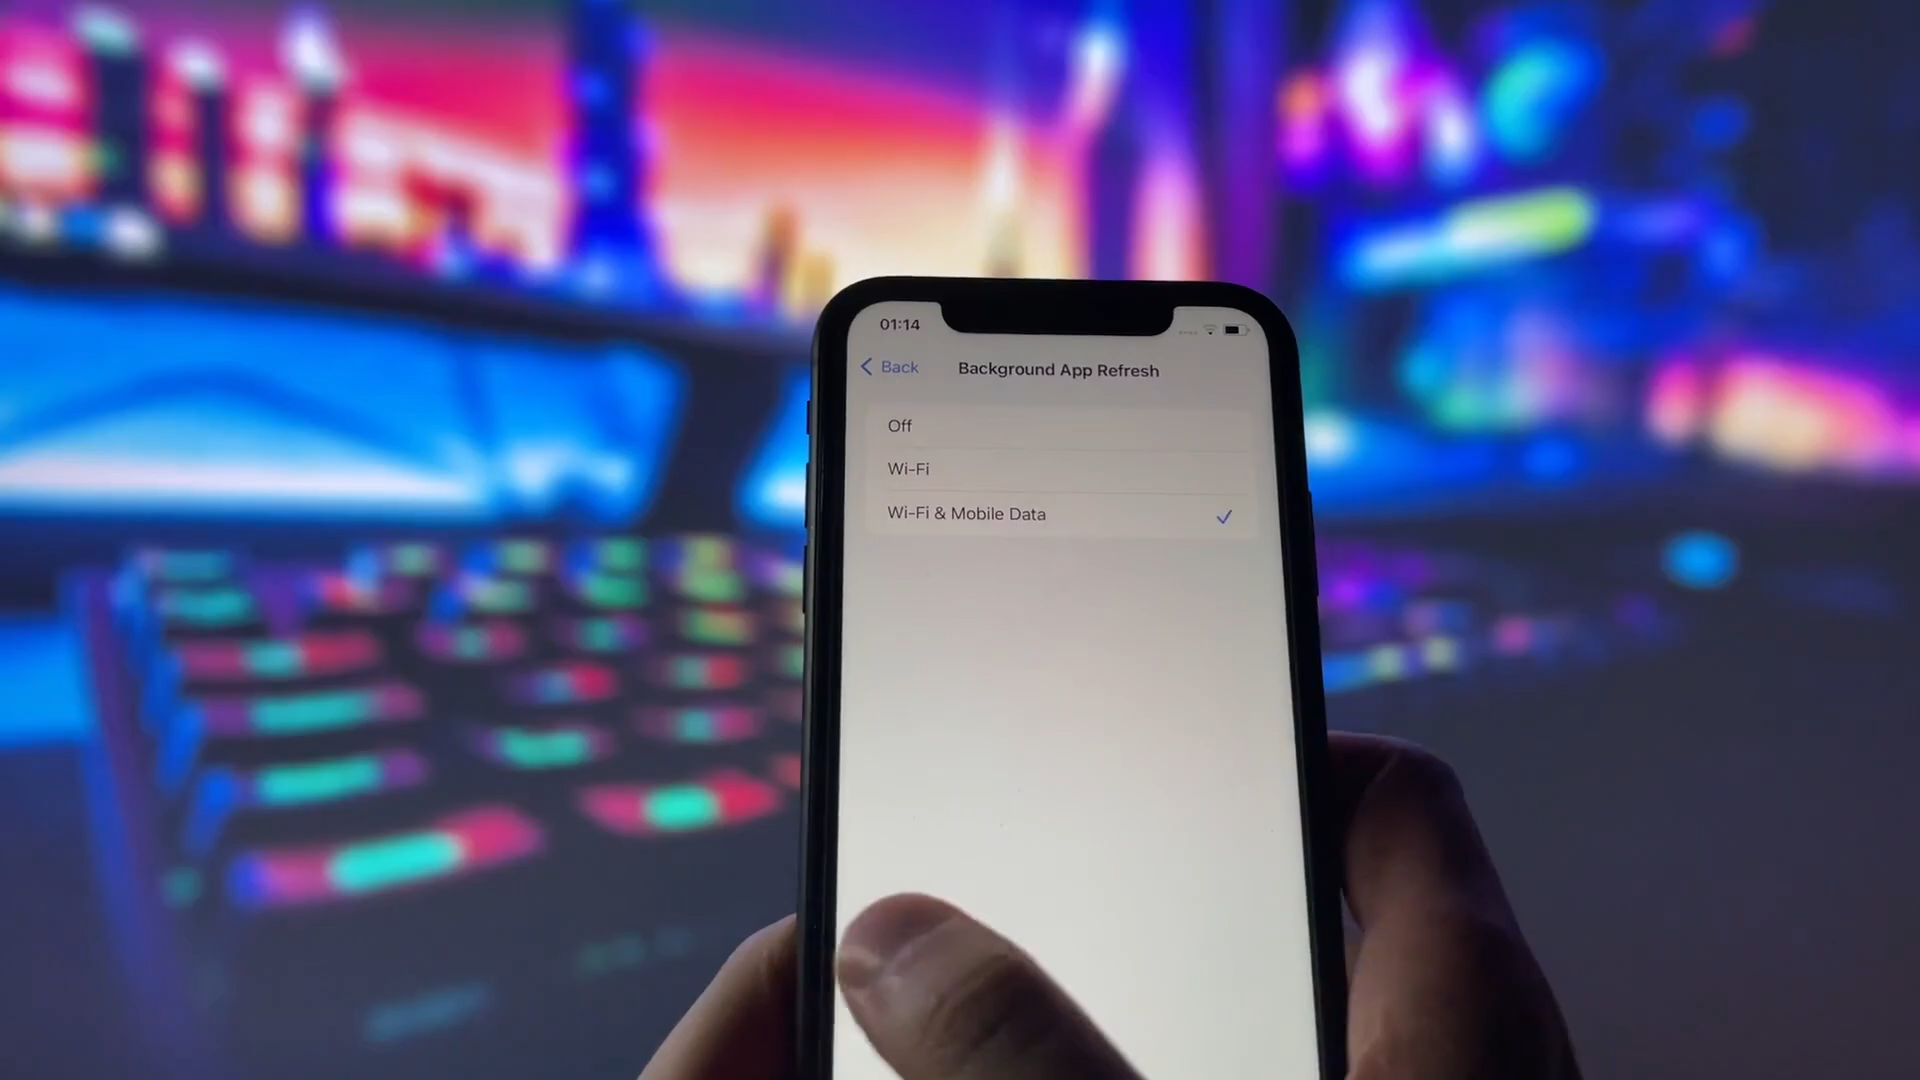 01:14
Back
Background App Refresh
Off
Wi-Fi
Wi-Fi & Mobile Data